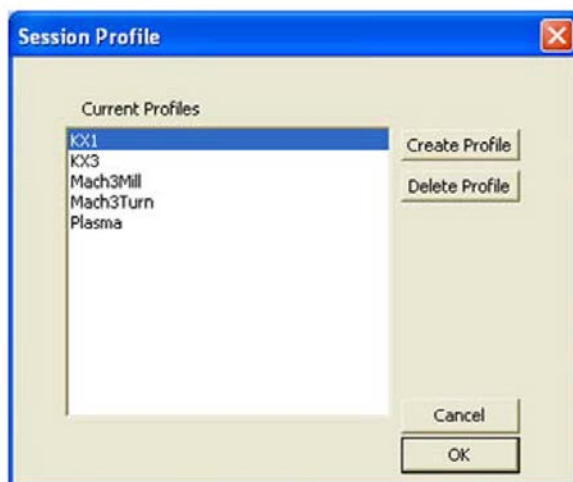 Session Profile
Current Profiles
KX1
KX3
Mach3Mill
Mach3Turn
Plasma
Create Profile
Delete Profile
Cancel
OK